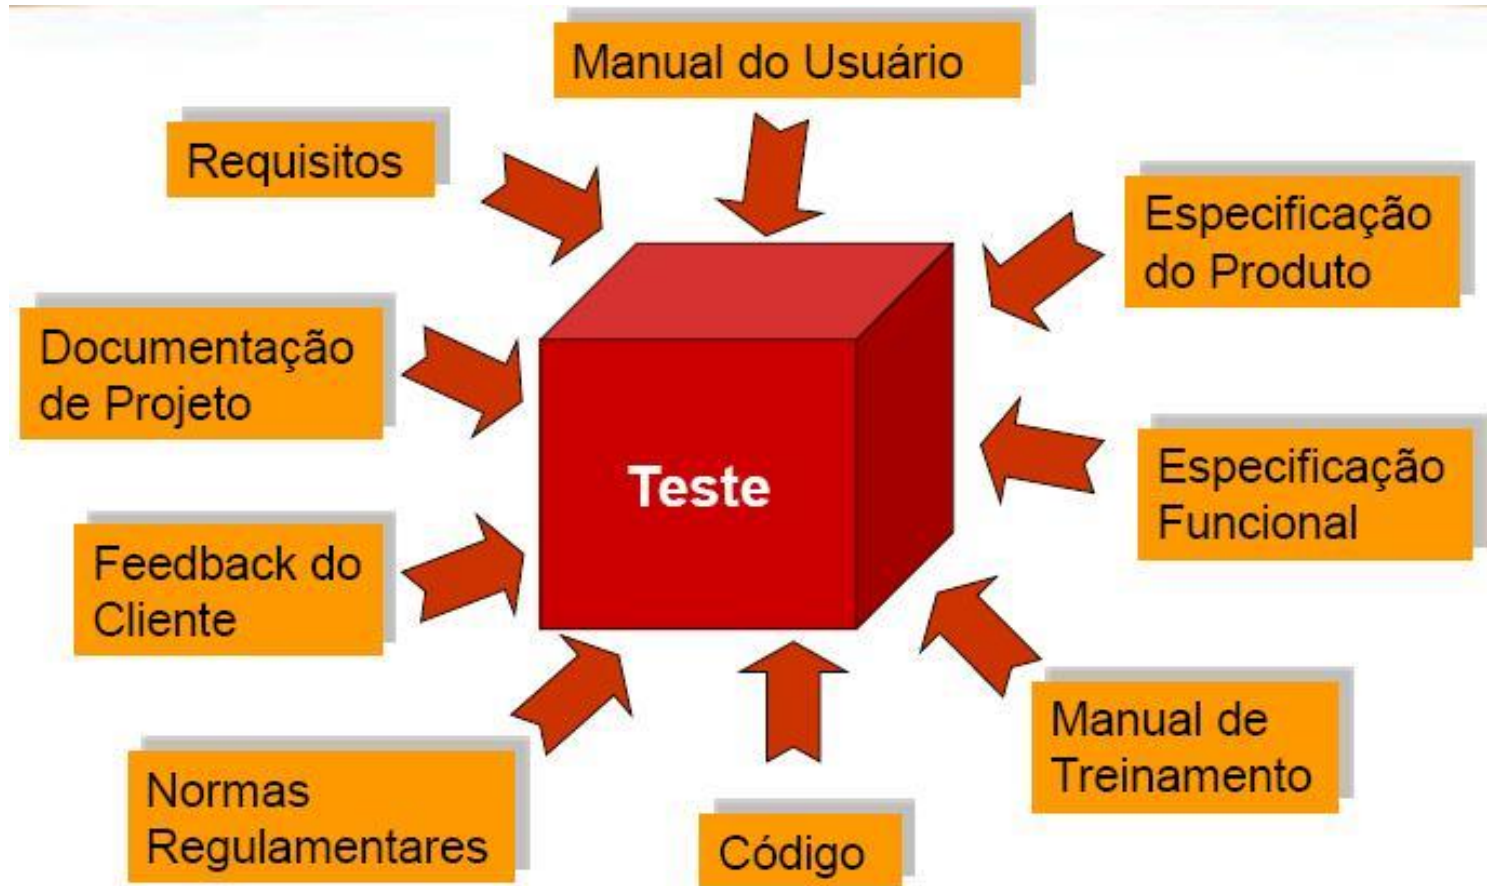 Manual do Usuário
Requisitos
Especificação
do Produto
Documentação
de Projeto
Teste
Especificação
Funcional
Feedback do
Cliente
Manual de
Treinamento
Normas
Regulamentares
Código